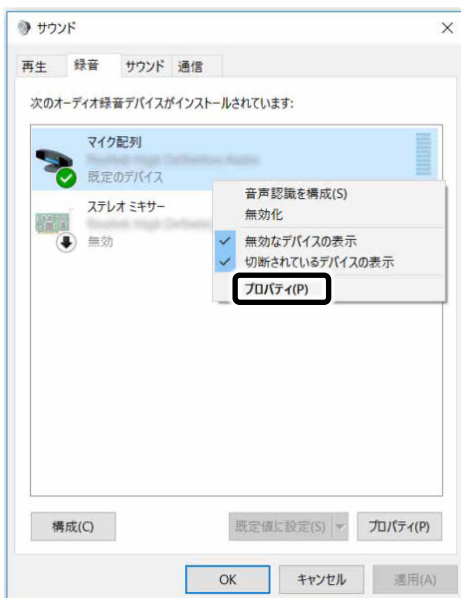 サウンド
再生 録音 サウンド 通信
次のオーディオ録音デバイスがインストールされています:
マイク配列
既定のデバイス
ステレオ ミキサー
無効
音声認識を構成(S)
無効化
無効なデバイスの表示
切断されているデバイスの表示
プロパティ(P)
構成(C) 既定値に設定(S) プロパティ(P)
OK キャンセル 適用(A)